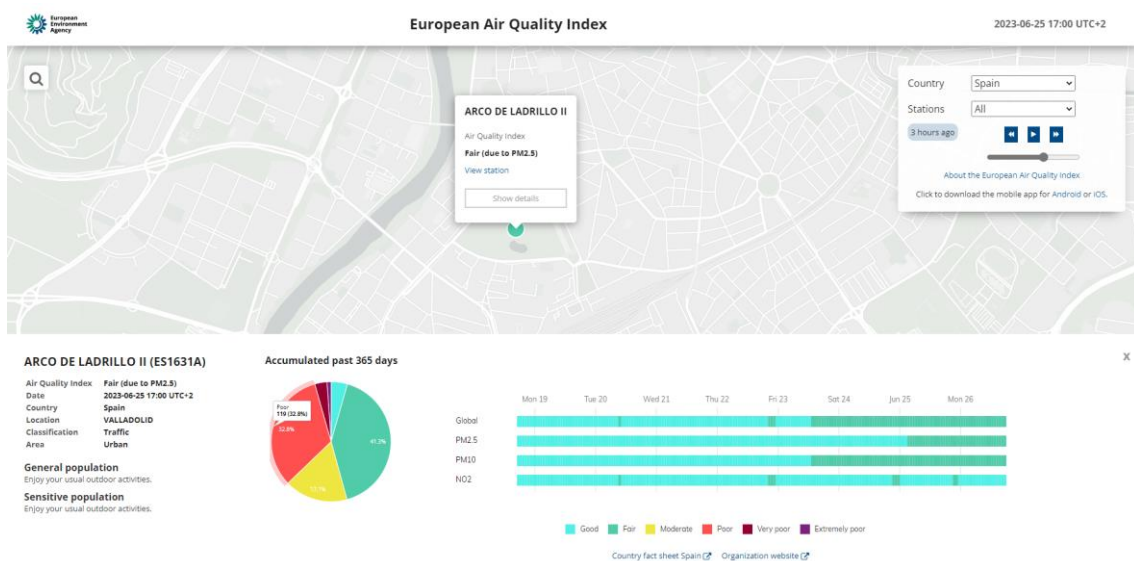 European
Environment
Agency
European Air Quality Index
2023-06-25 17:00 UTC+2
ARCO DE LADRILLO II
Air Quality Index
Fair (due to PM2.5)
View station
Show details
Country Spain
Stations All
3 hours ago
About the European Air Quality Index
Click to download the mobile app for Android or iOS.
ARCO DE LADRILLO II (ES1631A)
Air Quality Index Fair (due to PM2.5)
Date 2023-06-25 17:00 UTC+2
Country Spain
Location VALLADOLID
Classification Traffic
Area Urban
General population
Enjoy your usual outdoor activities.
Sensitive population
Enjoy your usual outdoor activities.
Accumulated past 365 days
Poor
119 (32.8%)
32.8%
41.3%
X
Mon 19 Tue 20 Wed 21 Thu 22 Fri 23 Sat 24 Jun 25 Mon 26
Global
PM2.5
PM10
NO2
Good Fair Moderate Poor Very poor Extremely poor
Country fact sheet Spain Organization website